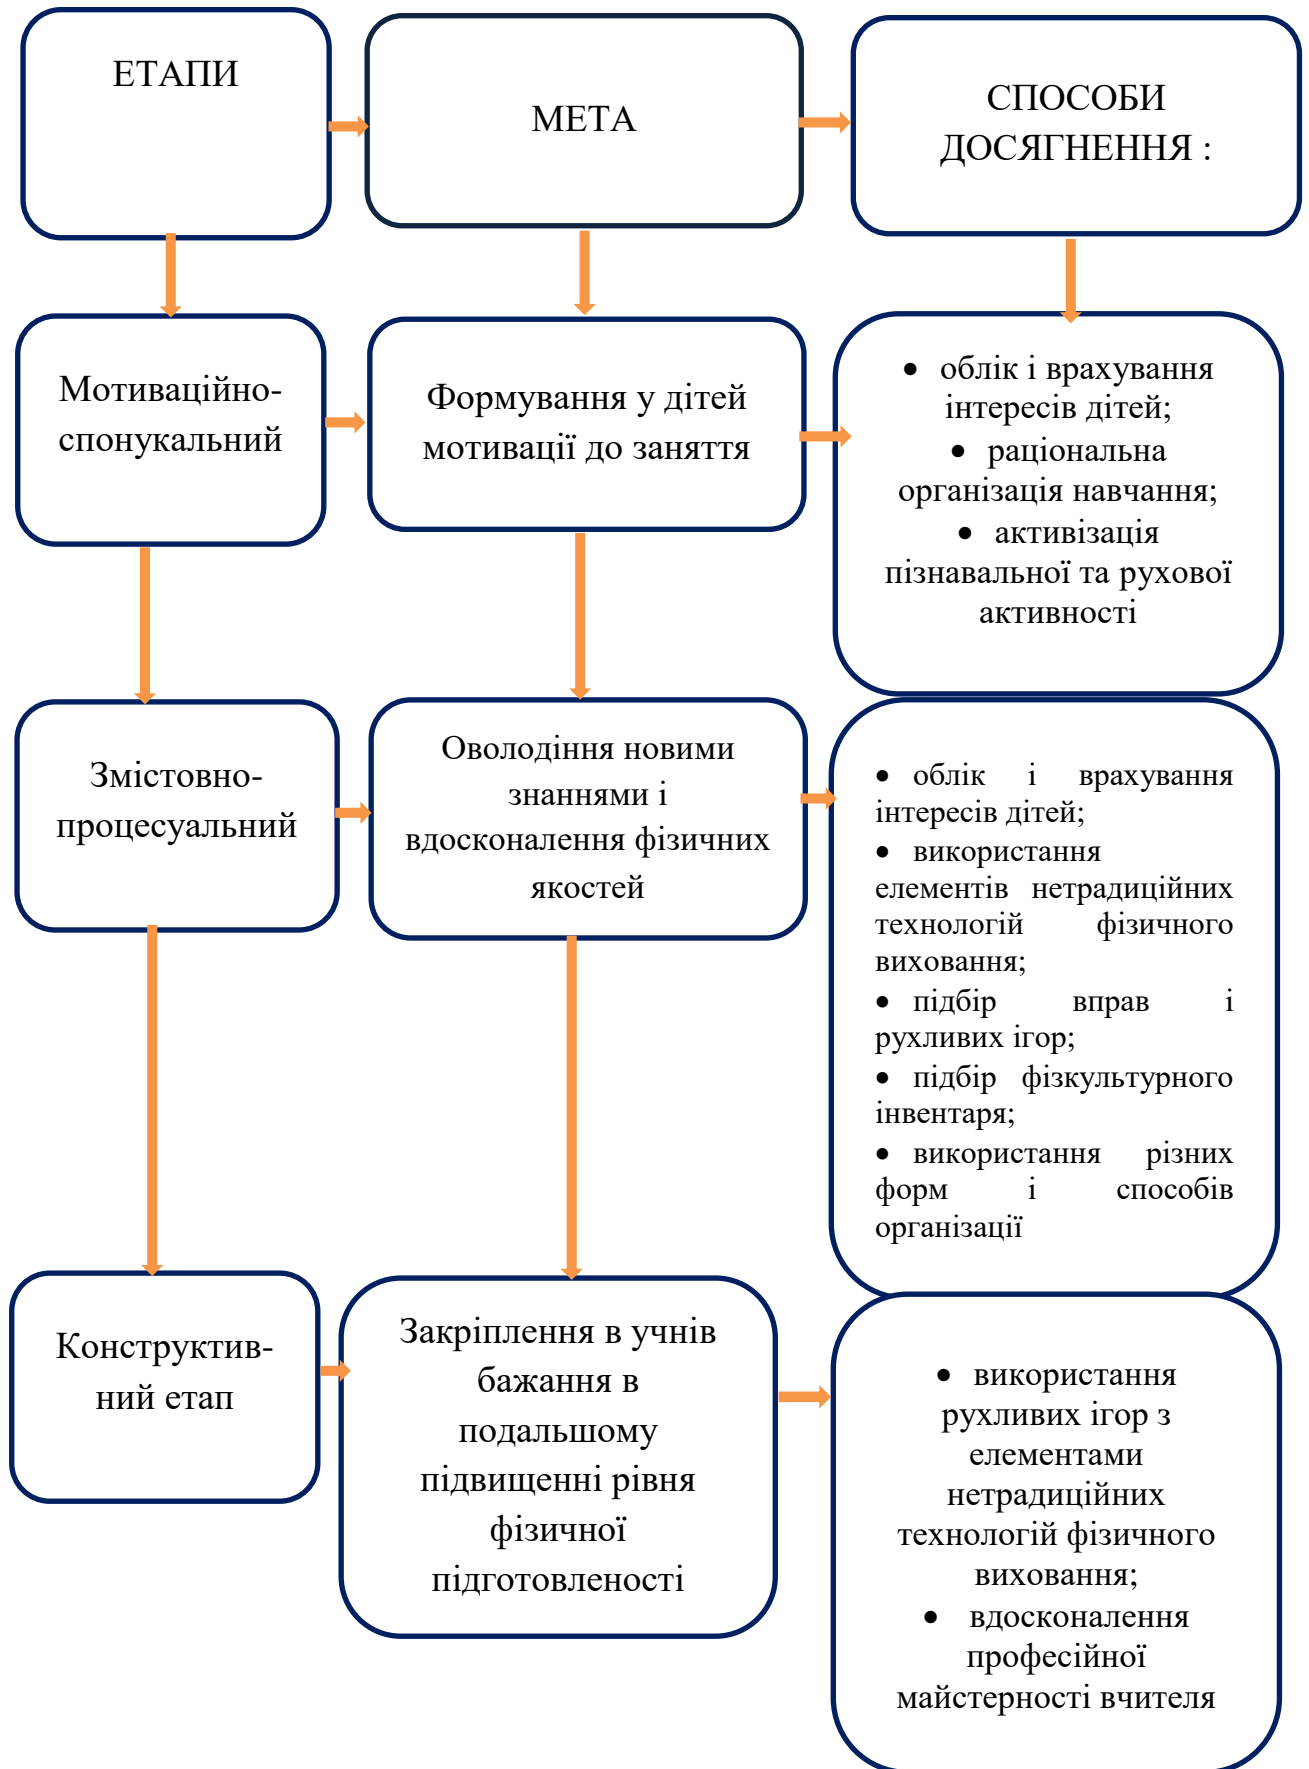 ЕТАПИ
МЕТА
СПОСОБИ
ДОСЯГНЕННЯ :
Мотиваційно-
спонукальний
Формування у дітей
мотивації до заняття
• облік і врахування
інтересів дітей;
• раціональна
організація навчання;
• активізація
пізнавальної та рухової
активності
Змістовно-
процесуальний
Оволодіння новими
знаннями і
вдосконалення фізичних
якостей
• облік і врахування
інтересів дітей;
• використання
елементів нетрадиційних
технологій фізичного
виховання;
• підбір вправ і
рухливих ігор;
• підбір фізкультурного
інвентаря;
• використання різних
форм і способів
організації
Конструктив-
ний етап
Закріплення в учнів
бажання в
подальшому
підвищенні рівня
фізичної
підготовленості
• використання
рухливих ігор з
елементами
нетрадиційних
технологій фізичного
виховання;
• вдосконалення
професійної
майстерності вчителя